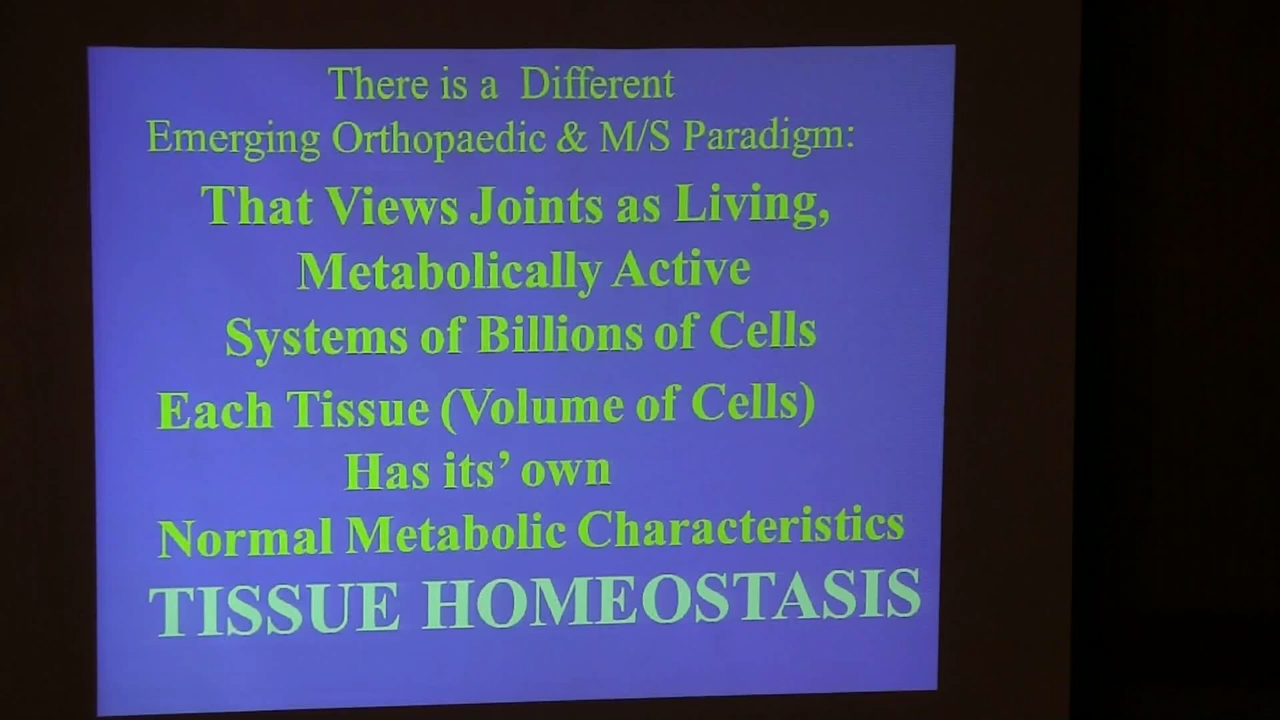 There is a Different
Emerging Orthopaedic & M/S Paradigm:
That Views Joints as Living,
Metabolically Active
Systems of Billions of Cells
Each Tissue (Volume of Cells)
Has its’ own
Normal Metabolic Characteristics
TISSUE HOMEOSTASIS